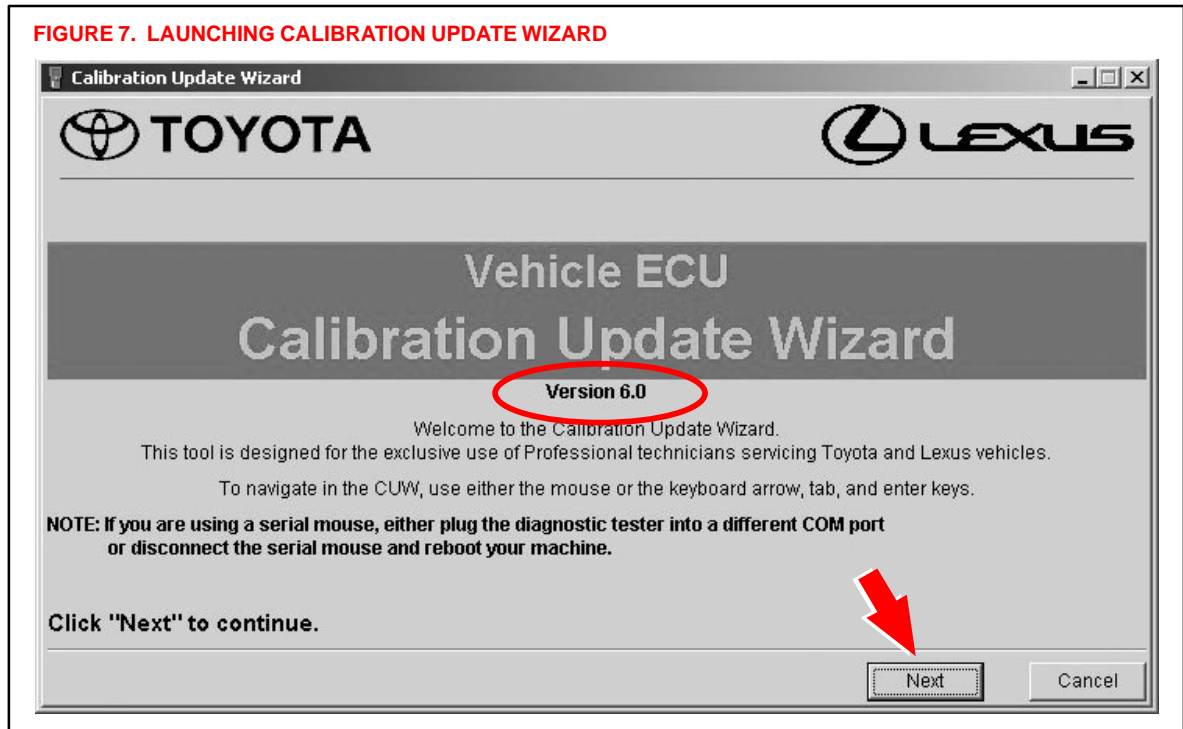 FIGURE 7. LAUNCHING CALIBRATION UPDATE WIZARD
Calibration Update Wizard
TOYOTA
LEXUS
Vehicle ECU
Calibration Update Wizard
Version 6.0
Welcome to the Calibration Update Wizard.
This tool is designed for the exclusive use of Professional technicians servicing Toyota and Lexus vehicles.
To navigate in the CUW, use either the mouse or the keyboard arrow, tab, and enter keys.
NOTE: If you are using a serial mouse, either plug the diagnostic tester into a different COM port
or disconnect the serial mouse and reboot your machine.
Click "Next" to continue.
Next
Cancel